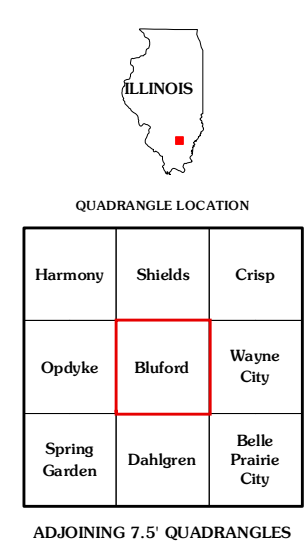 ILLINOIS
QUADRANGLE LOCATION
Harmony
Shields
Crisp
Opdyke
Bluford
Wayne
City
Spring
Garden
Dahlgren
Belle
Prairie
City
ADJOINING 7.5' QUADRANGLES